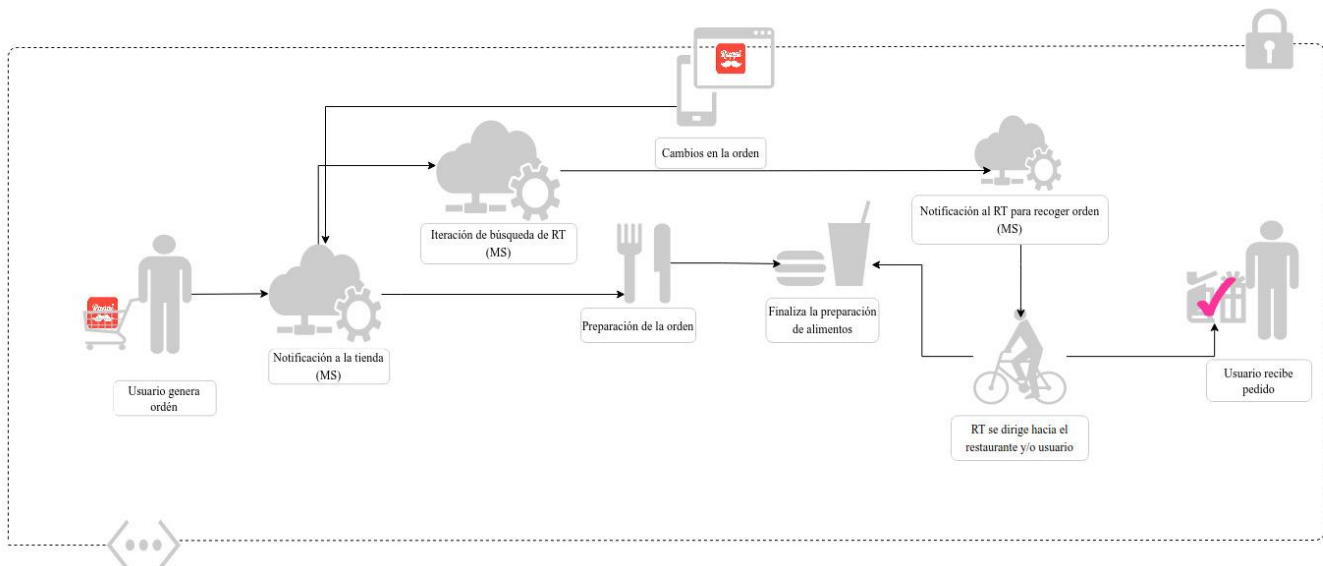 Rappi
Cambios en la orden
Iteración de búsqueda de RT
(MS)
Notificación al RT para recoger orden
(MS)
Rappi
Usuario genera
ordén
Notificación a la tienda
(MS)
Preparación de la orden
Finaliza la preparación
de alimentos
RT se dirige hacia el
restaurante y/o usuario
Usuario recibe
pedido